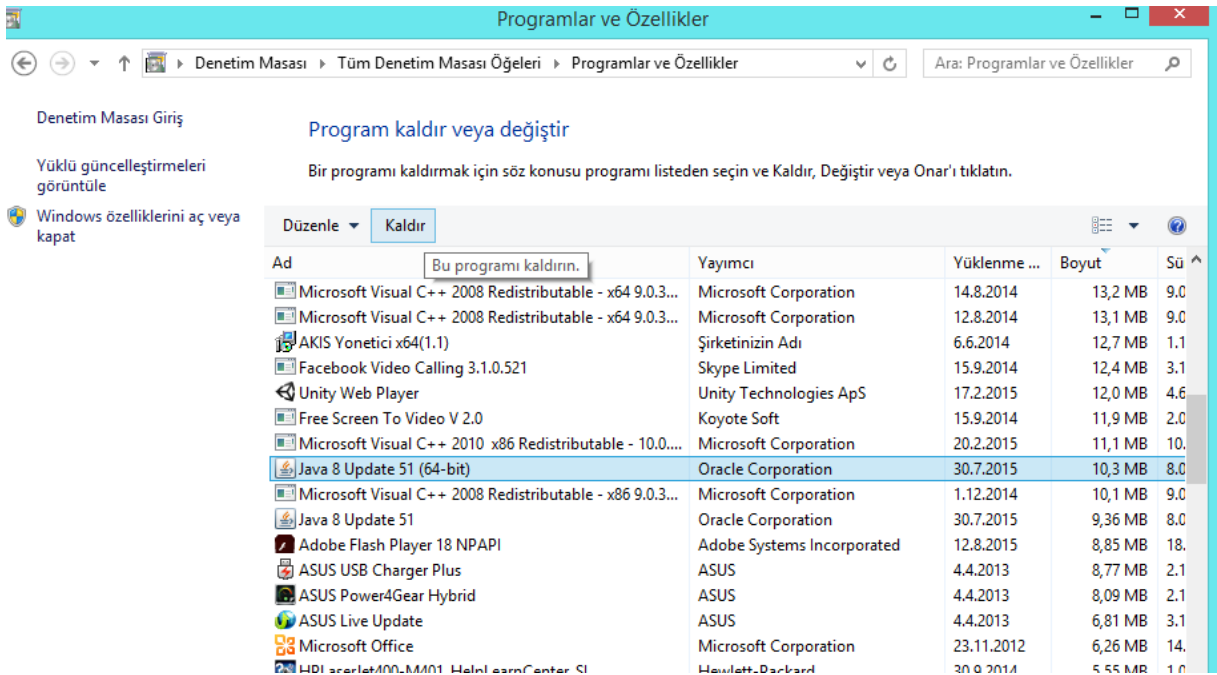 Programlar ve Özellikler
Denetim Masası Tüm Denetim Masası Öğeleri Programlar ve Özellikler Ara: Programlar ve Özellikler
Denetim Masası Giriş
Yüklü güncelleştirmeleri
görüntüle
Windows özelliklerini aç veya
kapat
Program kaldır veya değiştir
Bir programı kaldırmak için söz konusu programı listeden seçin ve Kaldır, Değiştir veya Onar'ı tıklatın.
Düzenle Kaldır
Bu programı kaldırın.
Ad Yayımcı Yüklenme ... Boyut Sü
Microsoft Visual C++ 2008 Redistributable - x64 9.0.3... Microsoft Corporation 14.8.2014 13,2 MB 9.0
Microsoft Visual C++ 2008 Redistributable - x64 9.0.3... Microsoft Corporation 12.8.2014 13,1 MB 9.0
AKIS Yonetici x64(1.1) Şirketinizin Adı 6.6.2014 12,7 MB 1.1
Facebook Video Calling 3.1.0.521 Skype Limited 15.9.2014 12,4 MB 3.1
Unity Web Player Unity Technologies ApS 17.2.2015 12,0 MB 4.6
Free Screen To Video V 2.0 Koyote Soft 15.9.2014 11,9 MB 2.0
Microsoft Visual C++ 2010 x86 Redistributable - 10.0.... Microsoft Corporation 20.2.2015 11,1 MB 10.
Java 8 Update 51 (64-bit) Oracle Corporation 30.7.2015 10,3 MB 8.0
Microsoft Visual C++ 2008 Redistributable - x86 9.0.3... Microsoft Corporation 1.12.2014 10,1 MB 9.0
Java 8 Update 51 Oracle Corporation 30.7.2015 9,36 MB 8.0
Adobe Flash Player 18 NPAPI Adobe Systems Incorporated 12.8.2015 8,85 MB 18.
ASUS USB Charger Plus ASUS 4.4.2013 8,77 MB 2.1
ASUS Power4Gear Hybrid ASUS 4.4.2013 8,09 MB 2.1
ASUS Live Update ASUS 4.4.2013 6,81 MB 3.1
Microsoft Office Microsoft Corporation 23.11.2012 6,26 MB 14.
HPLaserJet400-M401_HelpLearnCenter_SI Hewlett-Packard 30.9.2014 5,55 MB 1.0